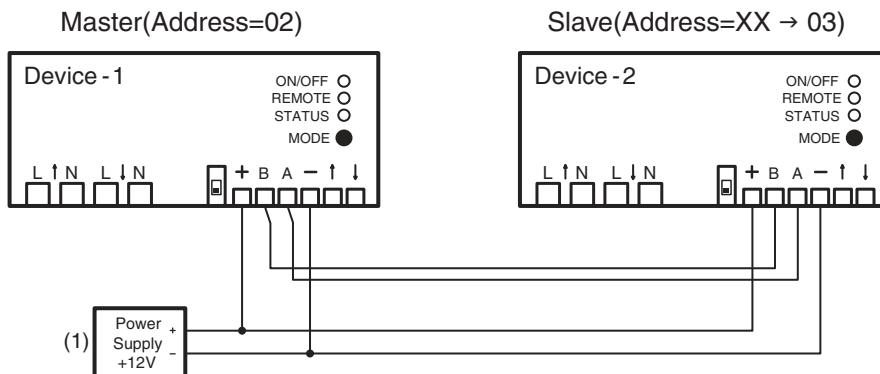 Master(Address=02)
Slave(Address=XX → 03)
Device - 1
ON/OFF
REMOTE
STATUS
MODE
L ↑ N L ↓ N
+ B A − ↑ ↓
Device - 2
ON/OFF
REMOTE
STATUS
MODE
L ↑ N L ↓ N
+ B A − ↑ ↓
(1)
Power +
Supply
+12V −